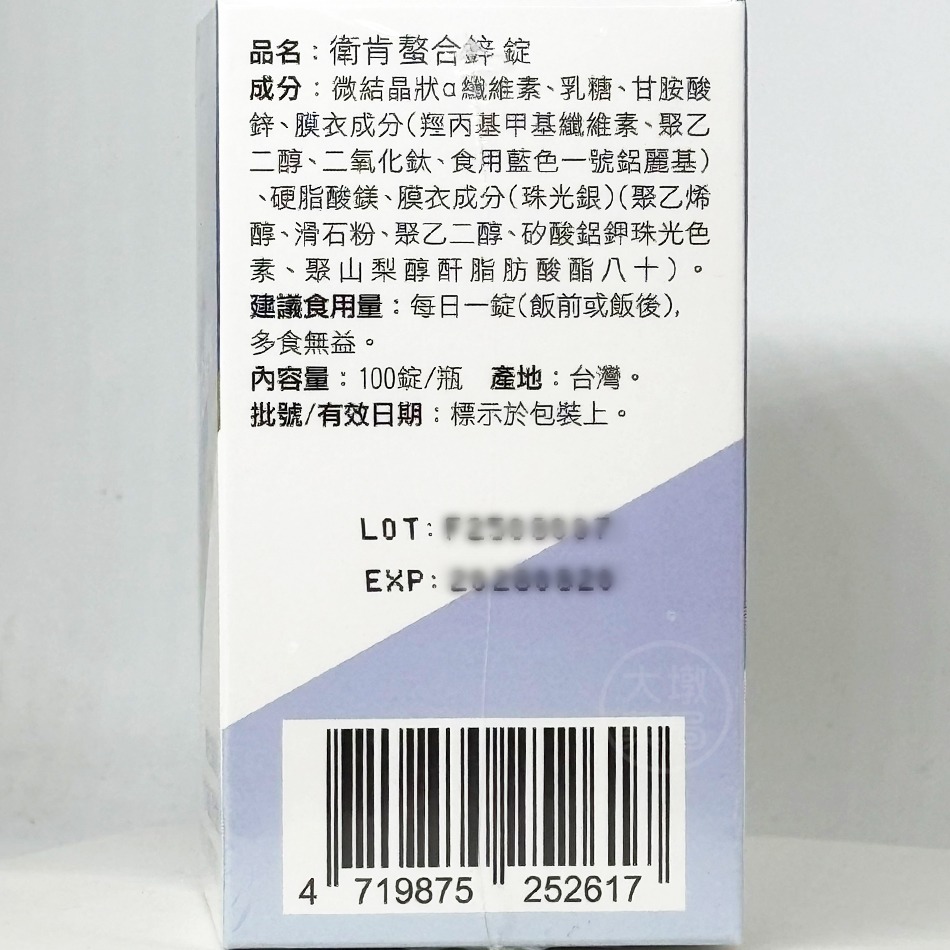 品名：衛肯螯合鋅 錠
成分：微結晶狀α纖維素、乳糖、甘胺酸
鋅、膜衣成分(羥丙基甲基纖維素、聚乙
二醇、二氧化鈦、食用藍色一號鋁麗基)
、硬脂酸鎂、膜衣成分(珠光銀)(聚乙烯
醇、滑石粉、聚乙二醇、矽酸鋁鉀珠光色
素、聚山梨醇酐脂肪酸酯八十)。
建議食用量：每日一錠(飯前或飯後),
多食無益。
內容量：100錠/瓶 產地：台灣。
批號/有效日期：標示於包裝上。
LOT:
EXP:
大墩
4 719875 252617